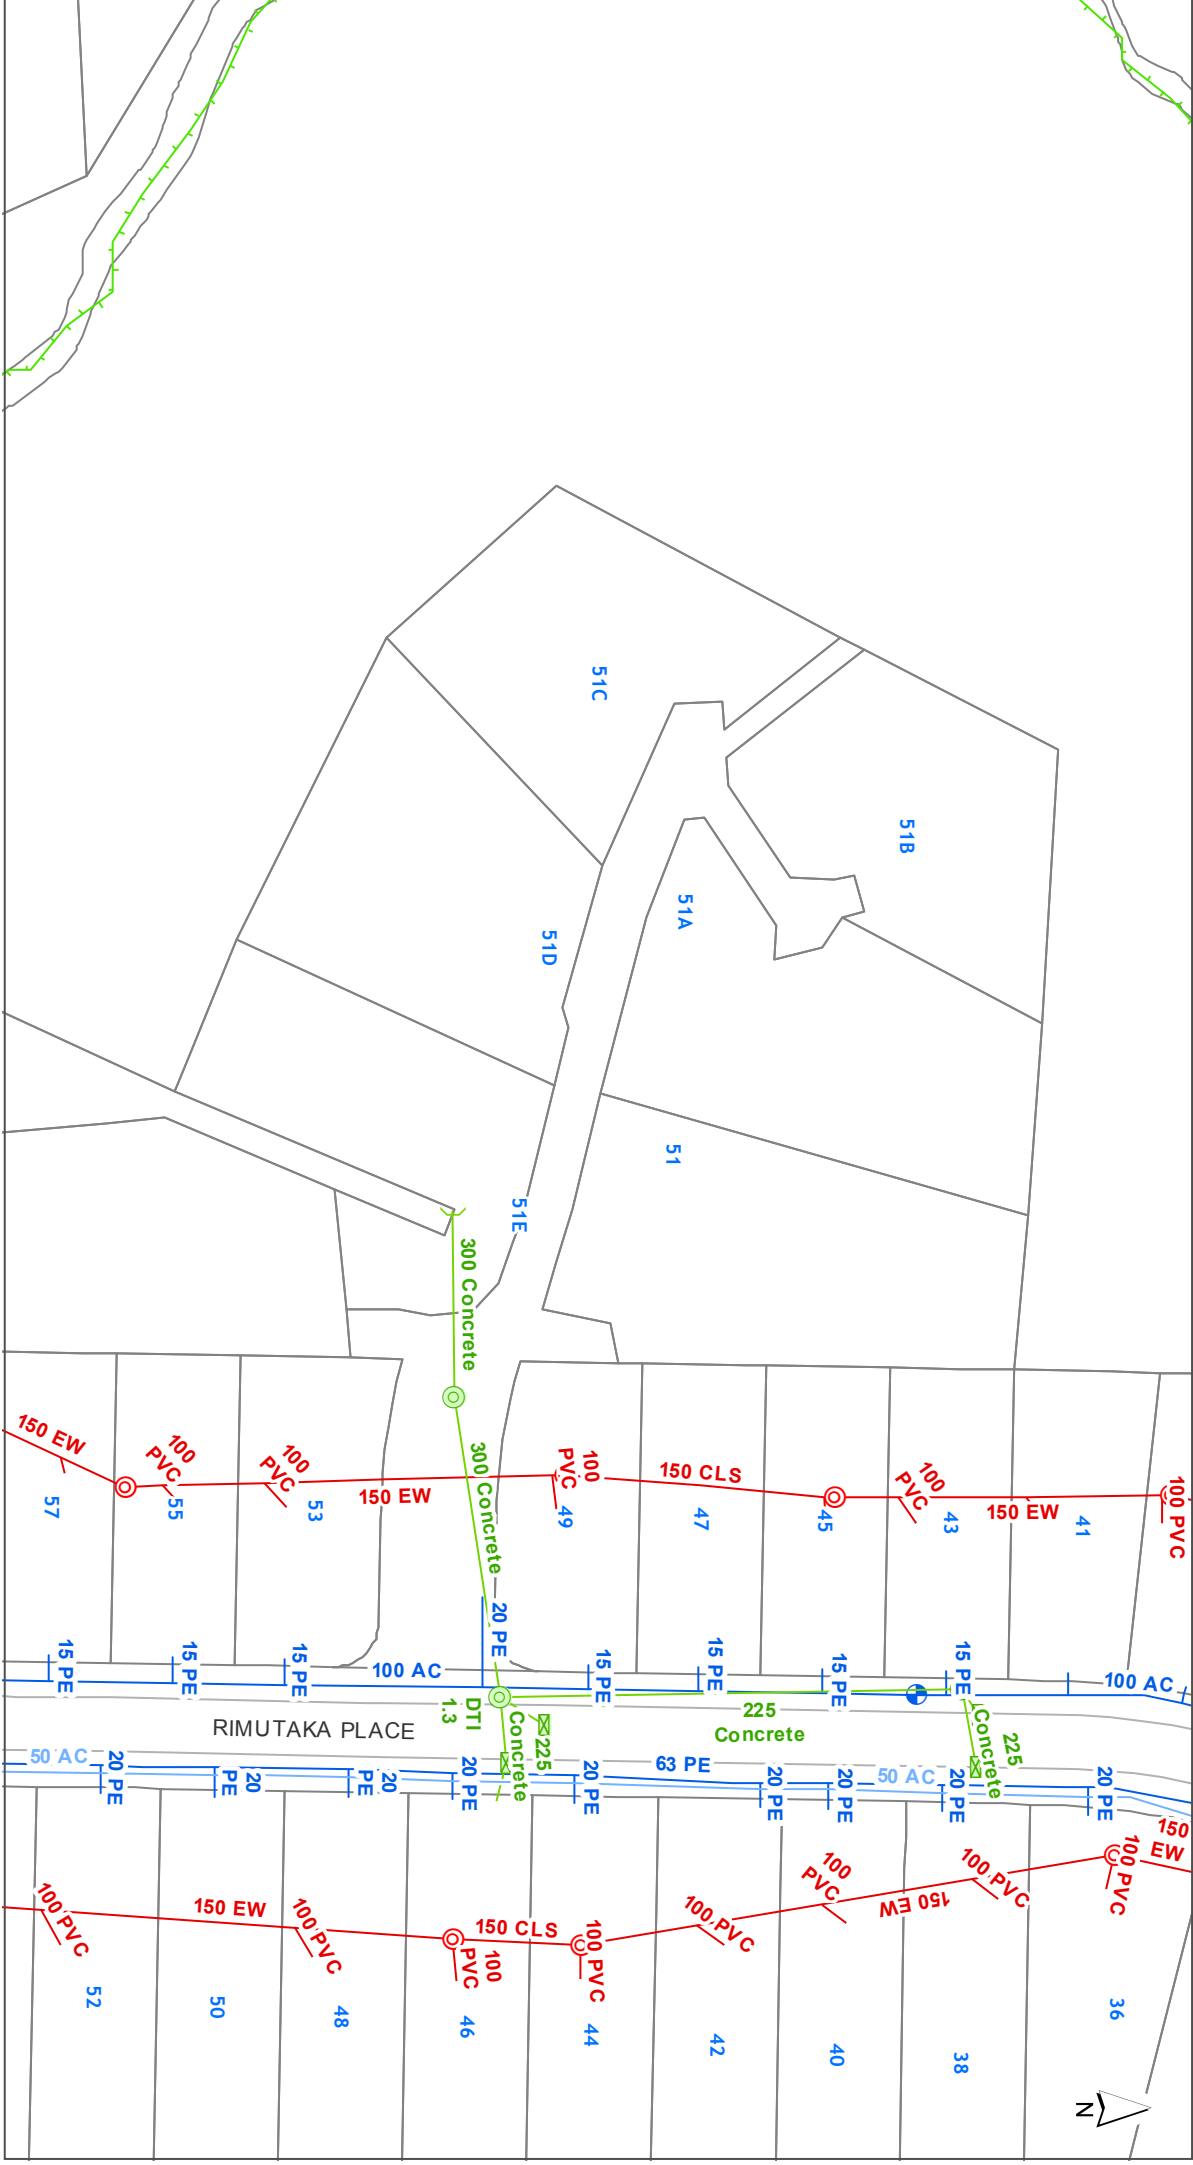 51C
51B
51A
51D
51
51E
300 Concrete
150 EW
100
PVC
100
PVC
300 Concrete
100
PVC
150 CLS
100
PVC
150 EW
150 EW
100 PVC
57
55
53
49
47
45
43
41
20 PE
15 PE
15 PE
15 PE
15 PE
15 PE
15 PE
15 PE
100 AC
100 AC
DTI
1.3
225
Concrete
225
Concrete
225
Concrete
RIMUTAKA PLACE
50 AC
63 PE
50 AC
20 PE
20
PE
20
PE
20 PE
20 PE
20 PE
20 PE
20 PE
20 PE
150
EW
100 PVC
100 PVC
100
PVC
150 EW
100 PVC
100 PVC
150 CLS
100
PVC
100 PVC
150 EW
100 PVC
52
50
48
46
44
42
40
38
36
N